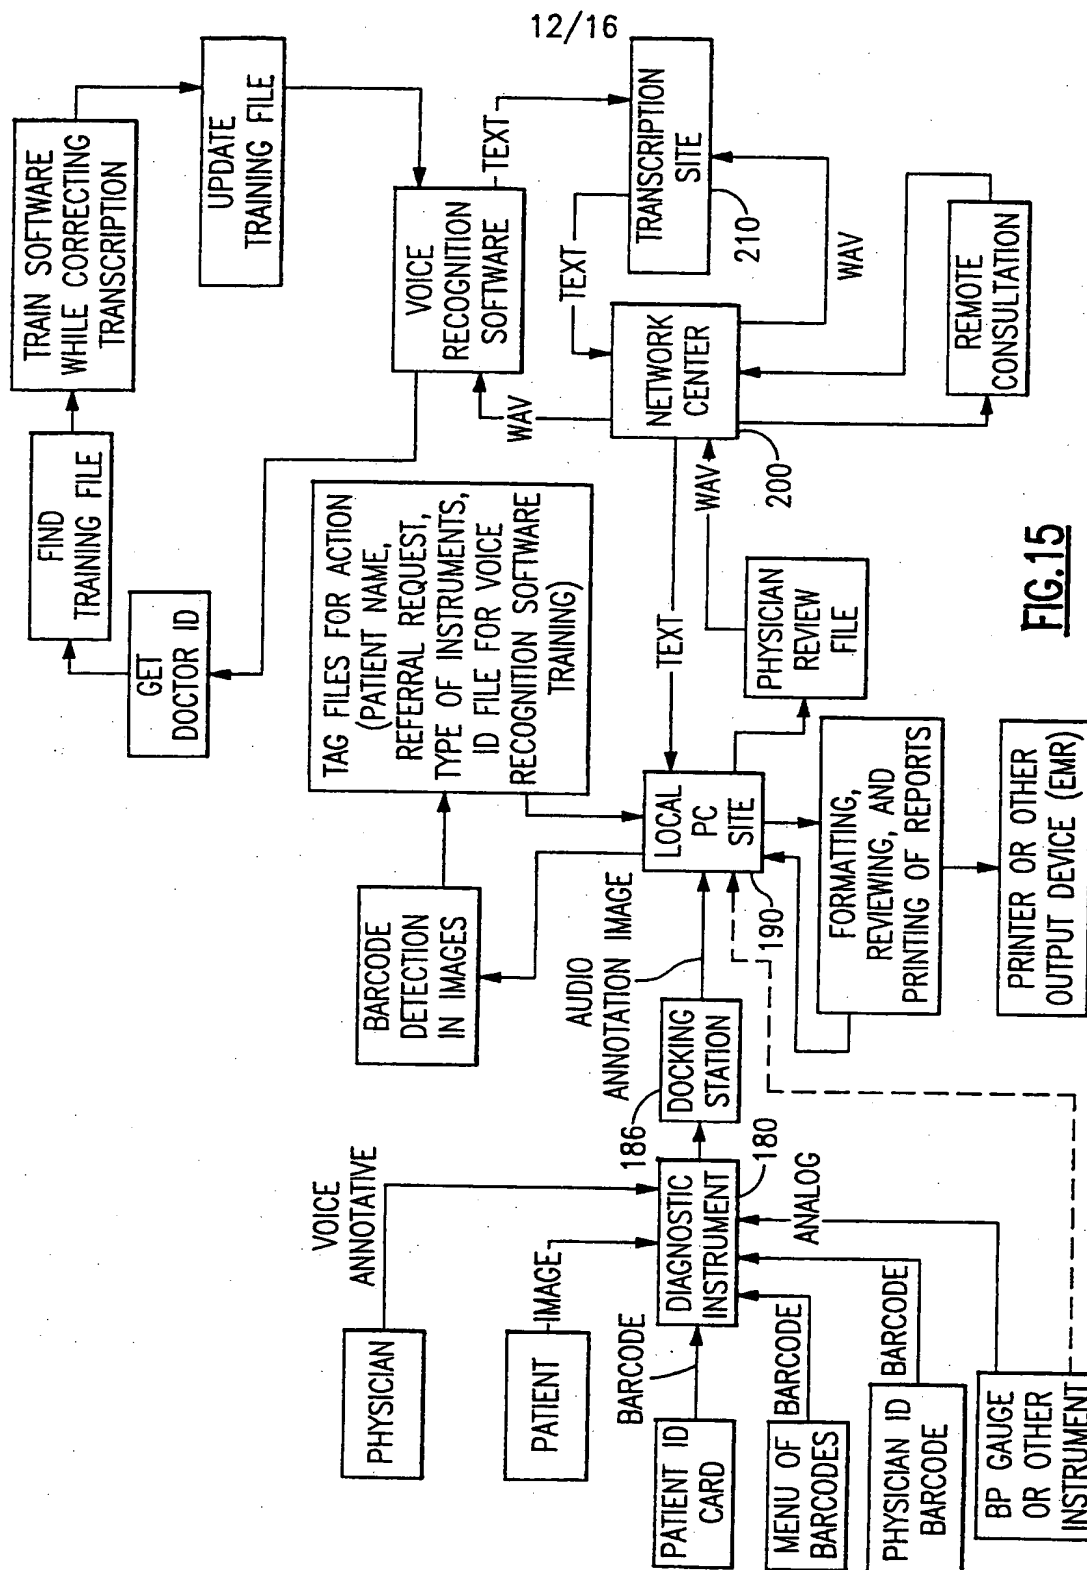 12/16
TRAIN SOFTWARE
WHILE CORRECTING
TRANSCRIPTION
UPDATE
TRAINING FILE
FIND
TRAINING FILE
GET
DOCTOR ID
VOICE
RECOGNITION
SOFTWARE
TEXT
TRANSCRIPTION
SITE
210
TEXT
WAV
NETWORK
CENTER
200
WAV
WAV
REMOTE
CONSULTATION
TAG FILES FOR ACTION
(PATIENT NAME,
REFERRAL REQUEST,
TYPE OF INSTRUMENTS,
ID FILE FOR VOICE
RECOGNITION SOFTWARE
TRAINING)
TEXT
PHYSICIAN
REVIEW
FILE
BARCODE
DETECTION
IN IMAGES
LOCAL
PC
SITE
190
AUDIO
ANNOTATION IMAGE
FORMATTING,
REVIEWING, AND
PRINTING OF REPORTS
PRINTER OR OTHER
OUTPUT DEVICE (EMR)
DOCKING
STATION
186
DIAGNOSTIC
INSTRUMENT
180
VOICE
ANNOTATIVE
PHYSICIAN
IMAGE
PATIENT
BARCODE
PATIENT ID
CARD
BARCODE
MENU OF
BARCODES
BARCODE
PHYSICIAN ID
BARCODE
ANALOG
BP GAUGE
OR OTHER
INSTRUMENT
FIG.15